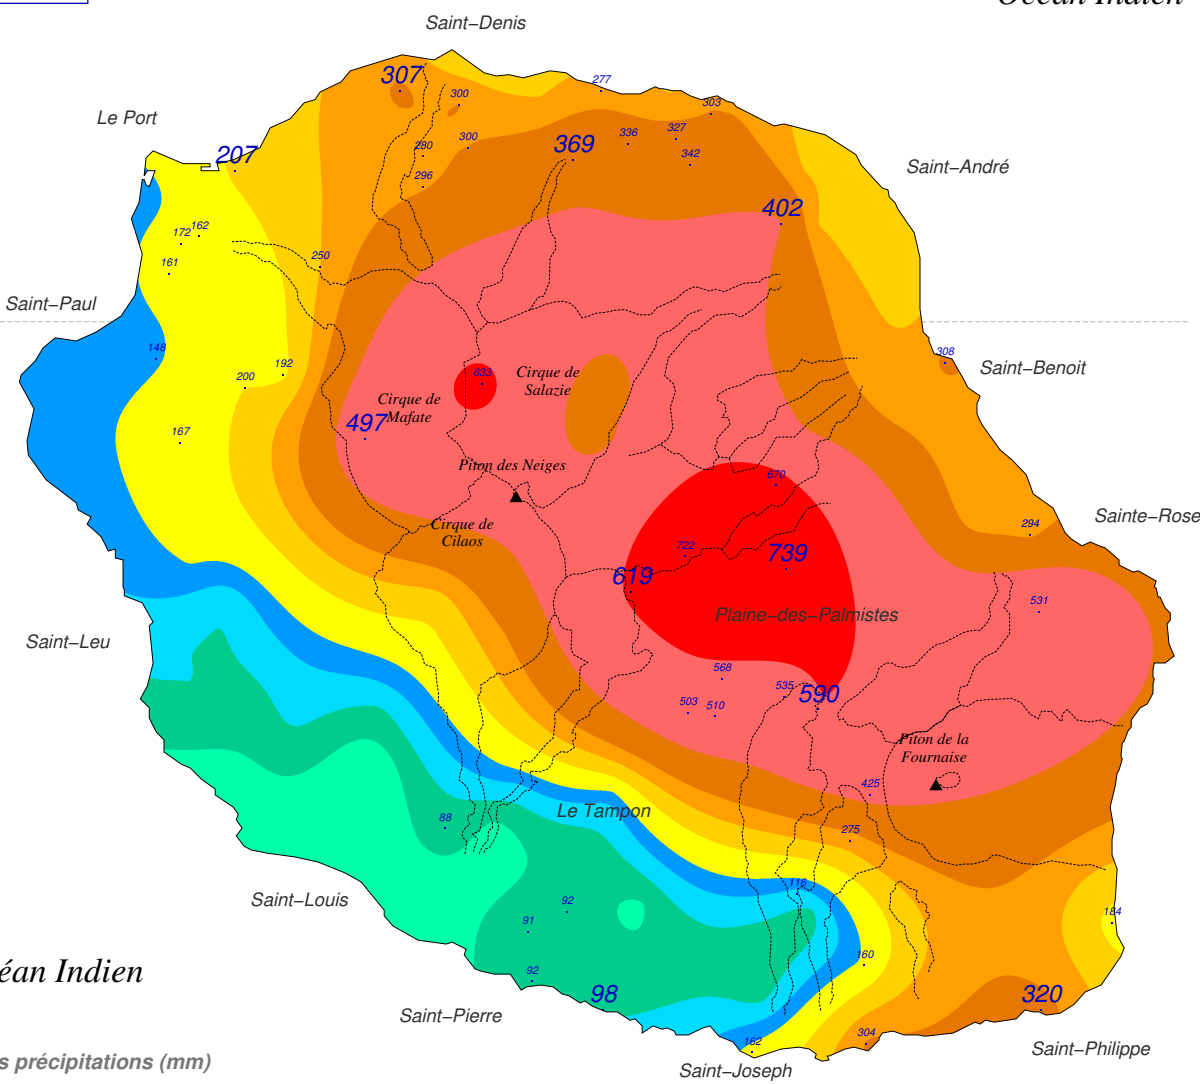 Océan Indien
Saint-Denis
307
277
300
303
Le Port
207
280
300
369
336
327
342
296
Saint-André
402
172
162
161
250
Saint-Paul
148
192
200
633
Cirque de
Salazie
308
Saint-Benoit
Cirque de
Mafate
497
167
Piton des Neiges
670
Cirque de
Cilaos
294
Sainte-Rose
722
739
619
531
Plaine-des-Palmistes
Saint-Leu
568
535
590
503
510
Piton de la
Fournaise
425
Le Tampon
88
275
116
Saint-Louis
92
91
184
160
92
98
320
éan Indien
Saint-Pierre
304
162
Saint-Philippe
s précipitations (mm)
Saint-Joseph